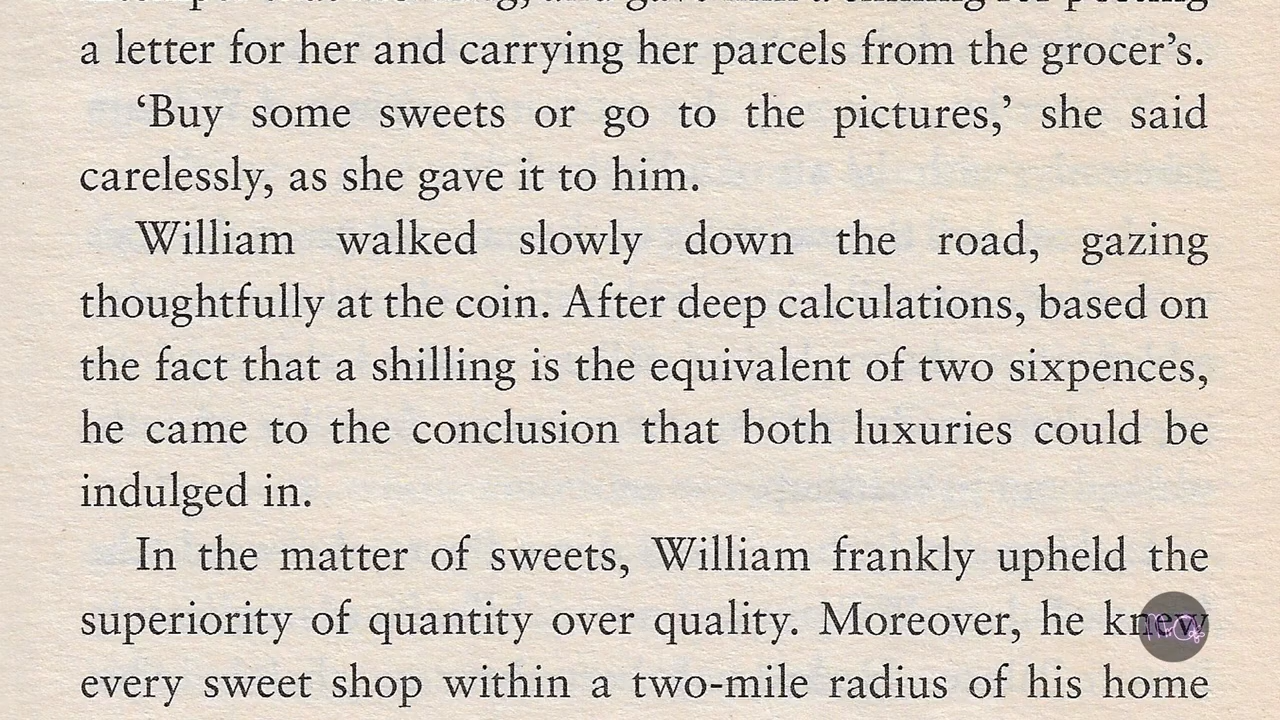 a letter for her and carrying her parcels from the grocer’s.
‘Buy some sweets or go to the pictures,’ she said
carelessly, as she gave it to him.
William walked slowly down the road, gazing
thoughtfully at the coin. After deep calculations, based on
the fact that a shilling is the equivalent of two sixpences,
he came to the conclusion that both luxuries could be
indulged in.
In the matter of sweets, William frankly upheld the
superiority of quantity over quality. Moreover, he knew
every sweet shop within a two-mile radius of his home